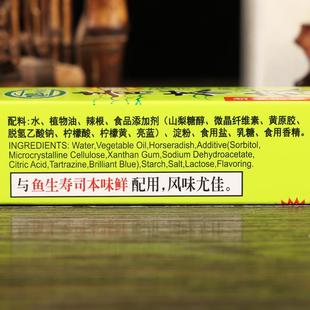 配料:水、植物油、辣根、食品添加剂(山梨糖醇、微晶纤维素、黄原胶、
脱氢乙酸钠、柠檬酸、柠檬黄、亮蓝)、淀粉、食用盐、乳糖、食用香精。
INGREDIENTS: Water,Vegetable Oil,Horseradish,Additive(Sorbitol,
Microcrystalline Cellulose,Xanthan Gum,Sodium Dehydroacetate,
Citric Acid,Tartrazine,Brilliant Blue),Starch,Salt,Lactose,Flavoring.
与鱼生寿司本味鲜配用,风味尤佳。